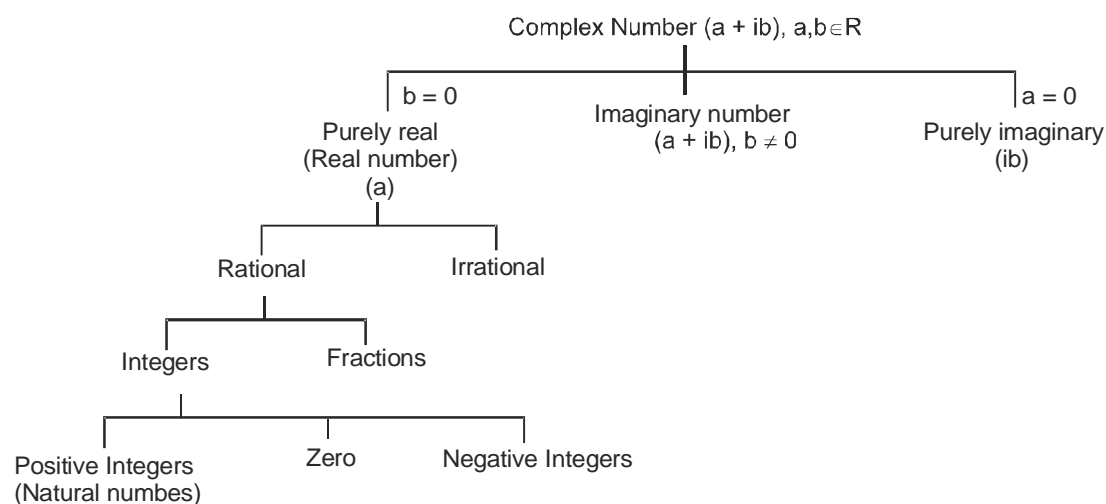 Complex Number (a + ib), a,b∈R
b = 0
Purely real
(Real number)
(a)
Imaginary number
(a + ib), b ≠ 0
a = 0
Purely imaginary
(ib)
Rational
Irrational
Integers
Fractions
Positive Integers
(Natural numbes)
Zero
Negative Integers